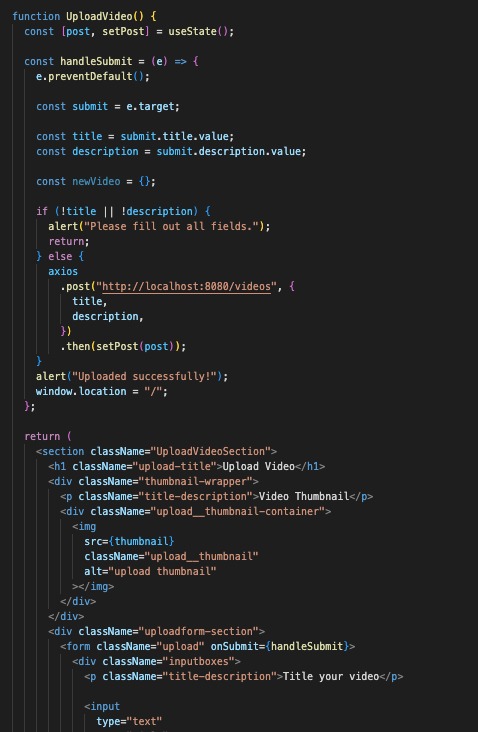 function UploadVideo() {
const [post, setPost] = useState();
const handleSubmit = (e) => {
e.preventDefault();
const submit = e.target;
const title = submit.title.value;
const description = submit.description.value;
const newVideo = {};
if (!title || !description) {
alert("Please fill out all fields.");
return;
} else {
axios
.post("http://localhost:8080/videos", {
title,
description,
})
.then(setPost(post));
}
alert("Uploaded successfully!");
window.location = "/";
};
return (
<section className="UploadVideoSection">
<h1 className="upload-title">Upload Video</h1>
<div className="thumbnail-wrapper">
<p className="title-description">Video Thumbnail</p>
<div className="upload__thumbnail-container">
<img
src={thumbnail}
className="upload__thumbnail"
alt="upload thumbnail"
></img>
</div>
</div>
<div className="uploadform-section">
<form className="upload" onSubmit={handleSubmit}>
<div className="inputboxes">
<p className="title-description">Title your video</p>
<input
type="text"